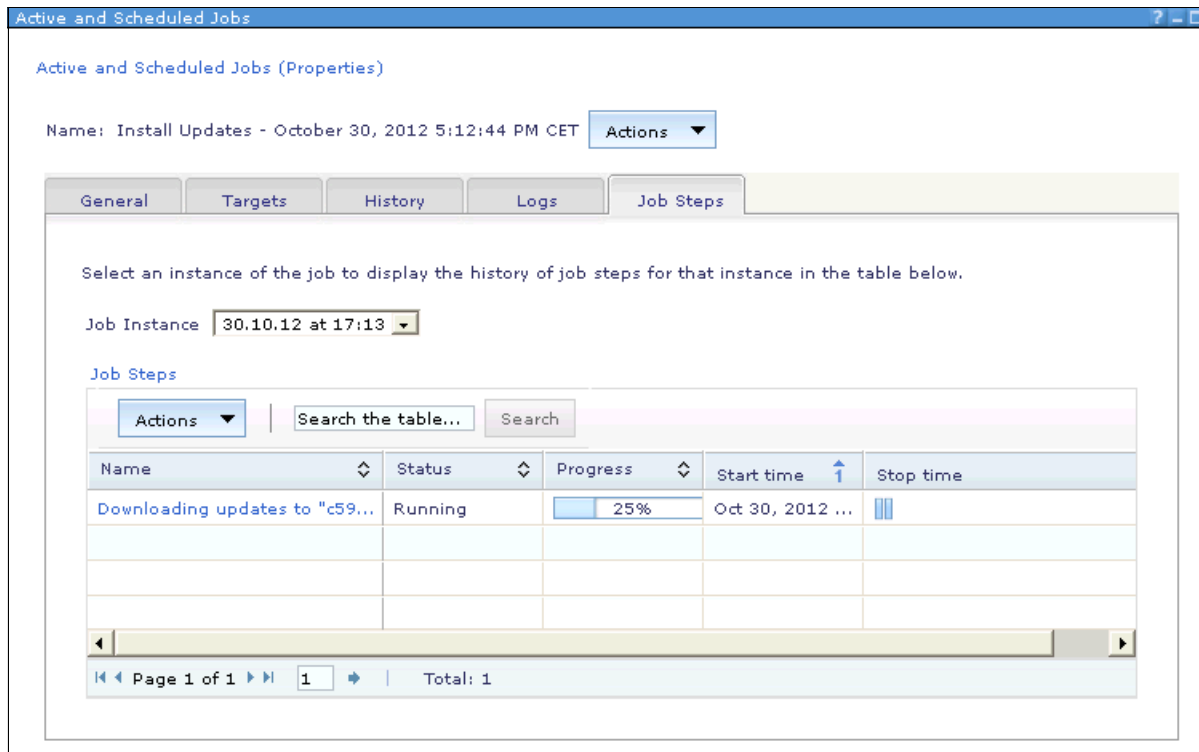 Active and Scheduled Jobs ?
Active and Scheduled Jobs (Properties)
Name: Install Updates - October 30, 2012 5:12:44 PM CET Actions
General Targets History Logs Job Steps
Select an instance of the job to display the history of job steps for that instance in the table below.
Job Instance 30.10.12 at 17:13
Job Steps
Actions Search the table... Search
Name Status Progress Start time 1 Stop time
Downloading updates to "c59... Running 25% Oct 30, 2012 ...
Page 1 of 1 1 Total: 1